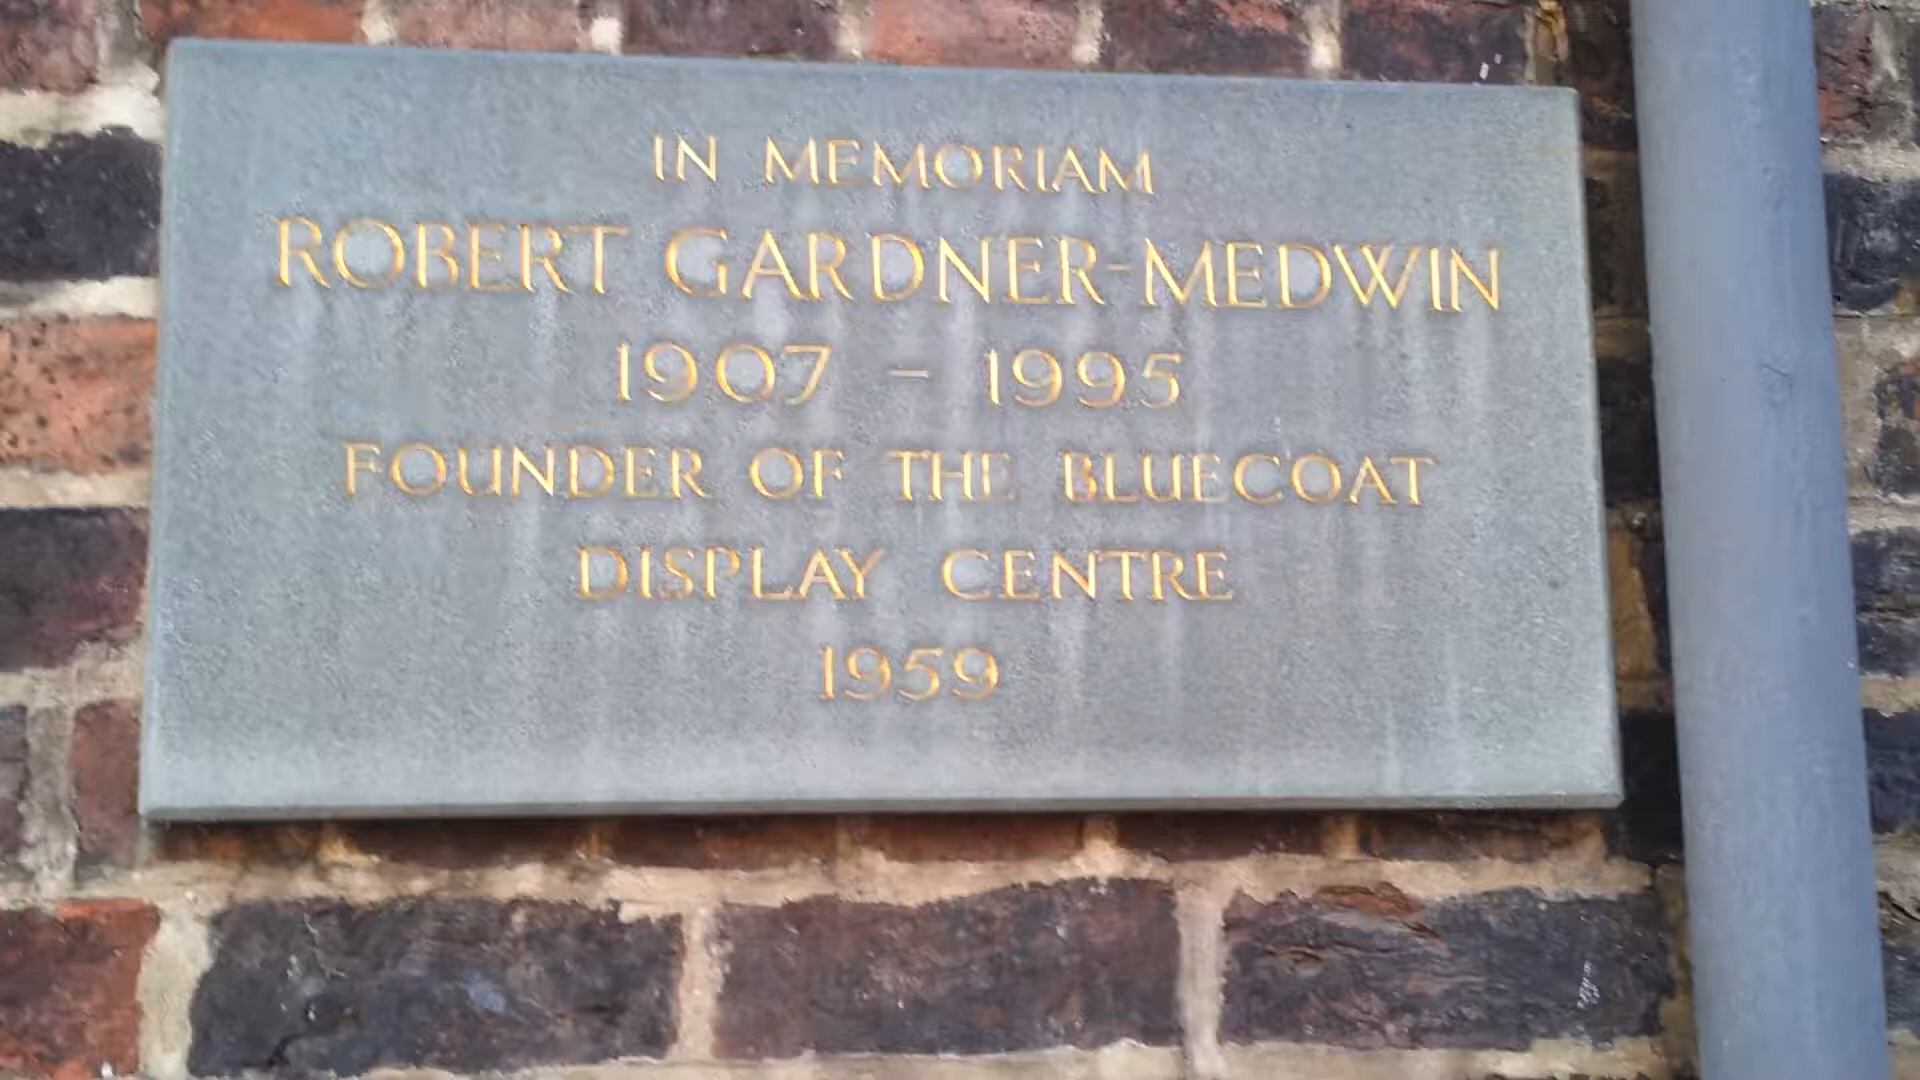 IN MEMORIAM
ROBERT GARDNER-MEDWIN
1907 – 1995
FOUNDER OF THE BLUECOAT
DISPLAY CENTRE
1959